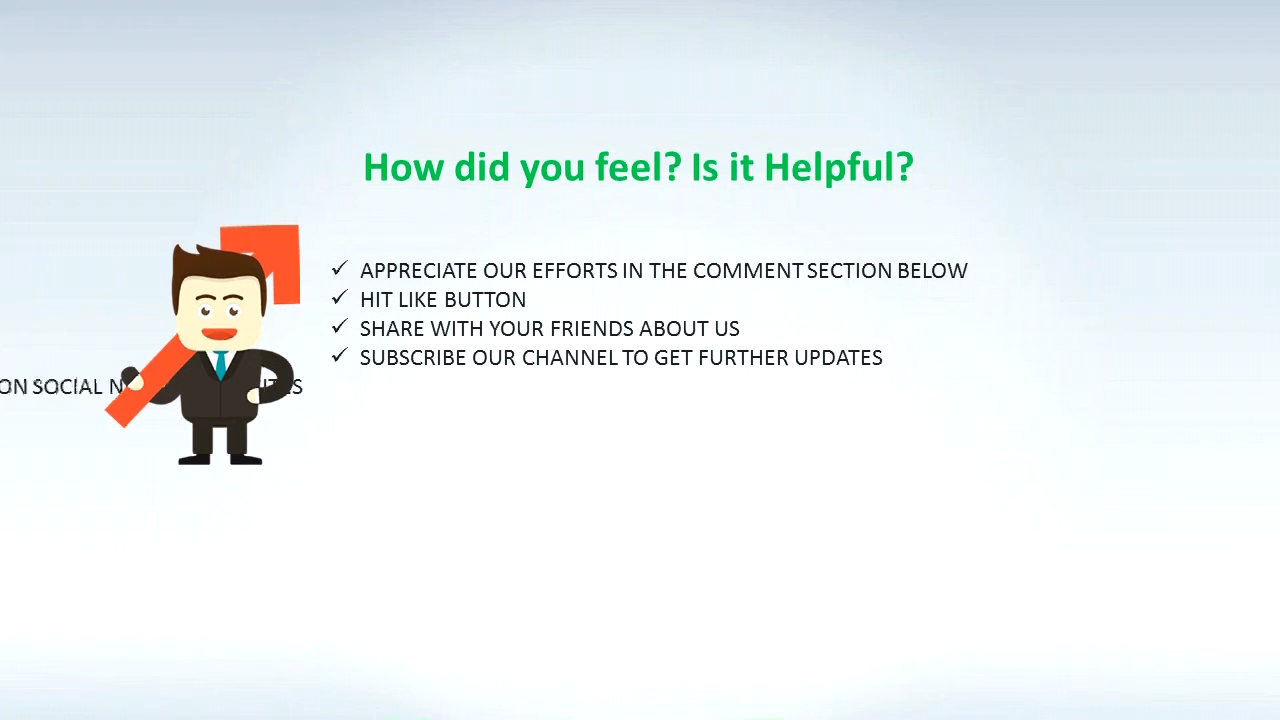 How did you feel? Is it Helpful?
✓ APPRECIATE OUR EFFORTS IN THE COMMENT SECTION BELOW
✓ HIT LIKE BUTTON
✓ SHARE WITH YOUR FRIENDS ABOUT US
✓ SUBSCRIBE OUR CHANNEL TO GET FURTHER UPDATES
ON SOCIAL